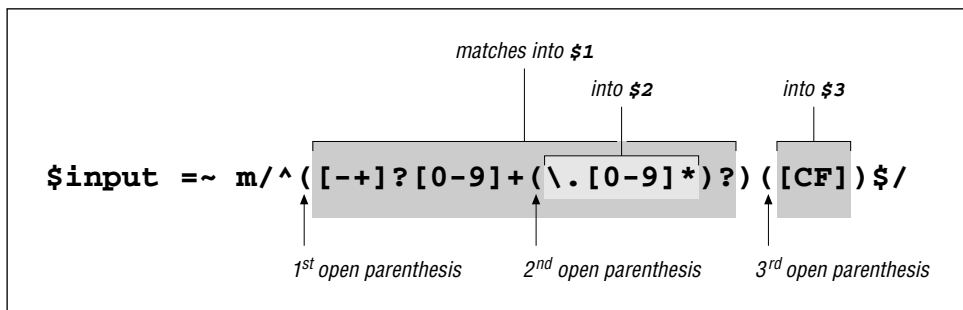 matches into $1
into $2 into $3
$input =~ m/^([-+]?[0-9]+(\.[0-9]*)?)([CF])$/
1st open parenthesis 2nd open parenthesis 3rd open parenthesis